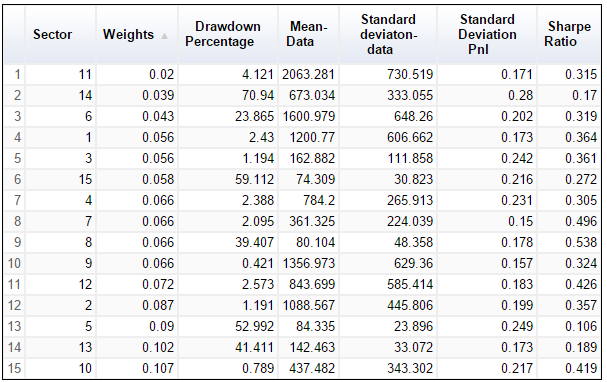 Sector Weights Drawdown Percentage Mean-Data Standard deviaton-data Standard Deviation Pnl Sharpe Ratio
1 11 0.02 4.121 2063.281 730.519 0.171 0.315
2 14 0.039 70.94 673.034 333.055 0.28 0.17
3 6 0.043 23.865 1600.979 648.26 0.202 0.319
4 1 0.056 2.43 1200.77 606.662 0.173 0.364
5 3 0.056 1.194 162.882 111.858 0.242 0.361
6 15 0.058 59.112 74.309 30.823 0.216 0.272
7 4 0.066 2.388 784.2 265.913 0.231 0.305
8 7 0.066 2.095 361.325 224.039 0.15 0.496
9 8 0.066 39.407 80.104 48.358 0.178 0.538
10 9 0.066 0.421 1356.973 629.36 0.157 0.324
11 12 0.072 2.573 843.699 585.414 0.183 0.426
12 2 0.087 1.191 1088.567 445.806 0.199 0.357
13 5 0.09 52.992 84.335 23.896 0.249 0.106
14 13 0.102 41.411 142.463 33.072 0.173 0.189
15 10 0.107 0.789 437.482 343.302 0.217 0.419